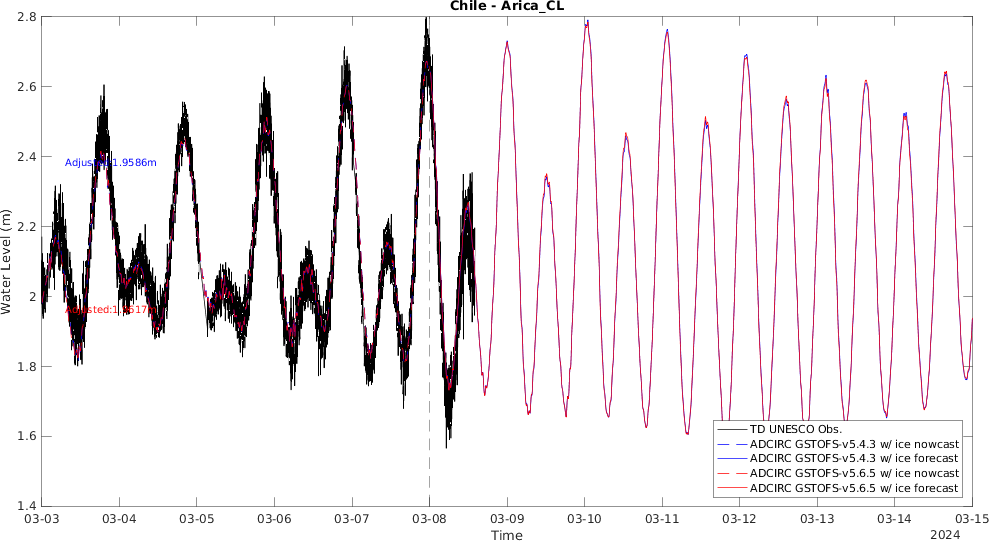 Chile - Arica_CL
2.8
2.6
2.4
2.2
2
1.8
1.6
1.4
Water Level (m)
Adjusted:1.9586m
TD UNESCO Obs.
ADCIRC GSTOFS-v5.4.3 w/ ice nowcast
ADCIRC GSTOFS-v5.4.3 w/ ice forecast
ADCIRC GSTOFS-v5.6.5 w/ ice nowcast
ADCIRC GSTOFS-v5.6.5 w/ ice forecast
03-03 03-04 03-05 03-06 03-07 03-08 03-09 03-10 03-11 03-12 03-13 03-14 03-15
Time
2024